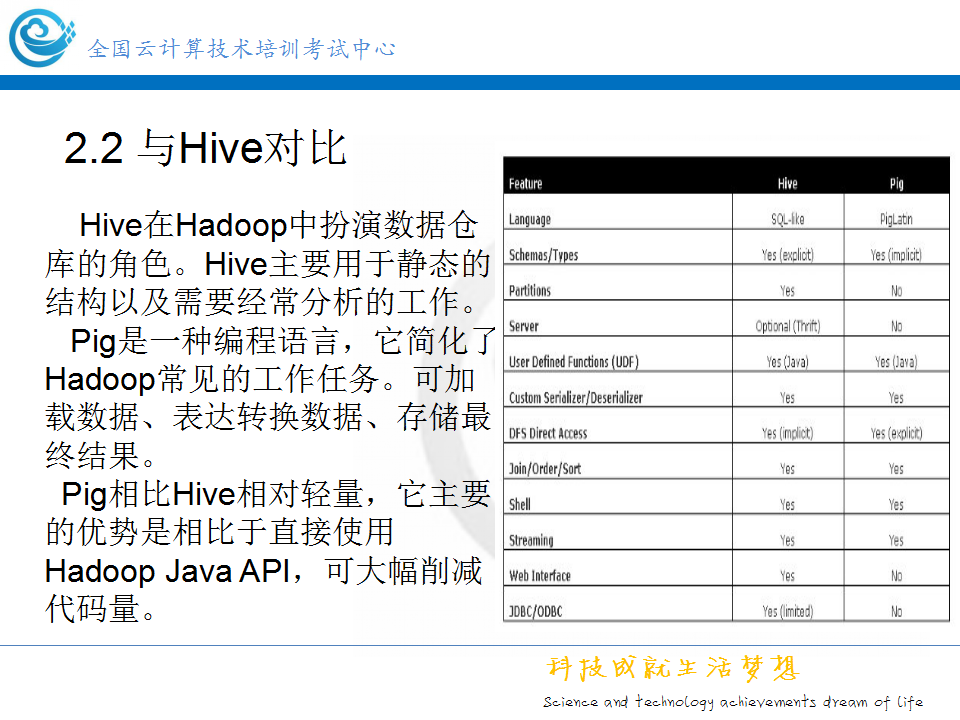 全国云计算技术培训考试中心
2.2 与Hive对比
Hive在Hadoop中扮演数据仓
库的角色。Hive主要用于静态的
结构以及需要经常分析的工作。
Pig是一种编程语言，它简化了
Hadoop常见的工作任务。可加
载数据、表达转换数据、存储最
终结果。
Pig相比Hive相对轻量，它主要
的优势是相比于直接使用
Hadoop Java API，可大幅削减
代码量。
Feature Hive Pig
Language SQL-like PigLatin
Schemas/Types Yes (explicit) Yes (implicit)
Partitions Yes No
Server Optional (Thrift) No
User Defined Functions (UDF) Yes (Java) Yes (Java)
Custom Serializer/Deserializer Yes Yes
DFS Direct Access Yes (implicit) Yes (explicit)
Join/Order/Sort Yes Yes
Shell Yes Yes
Streaming Yes Yes
Web Interface Yes No
JDBC/ODBC Yes (limited) No
科技成就生活梦想
Science and technology achievements dream of life